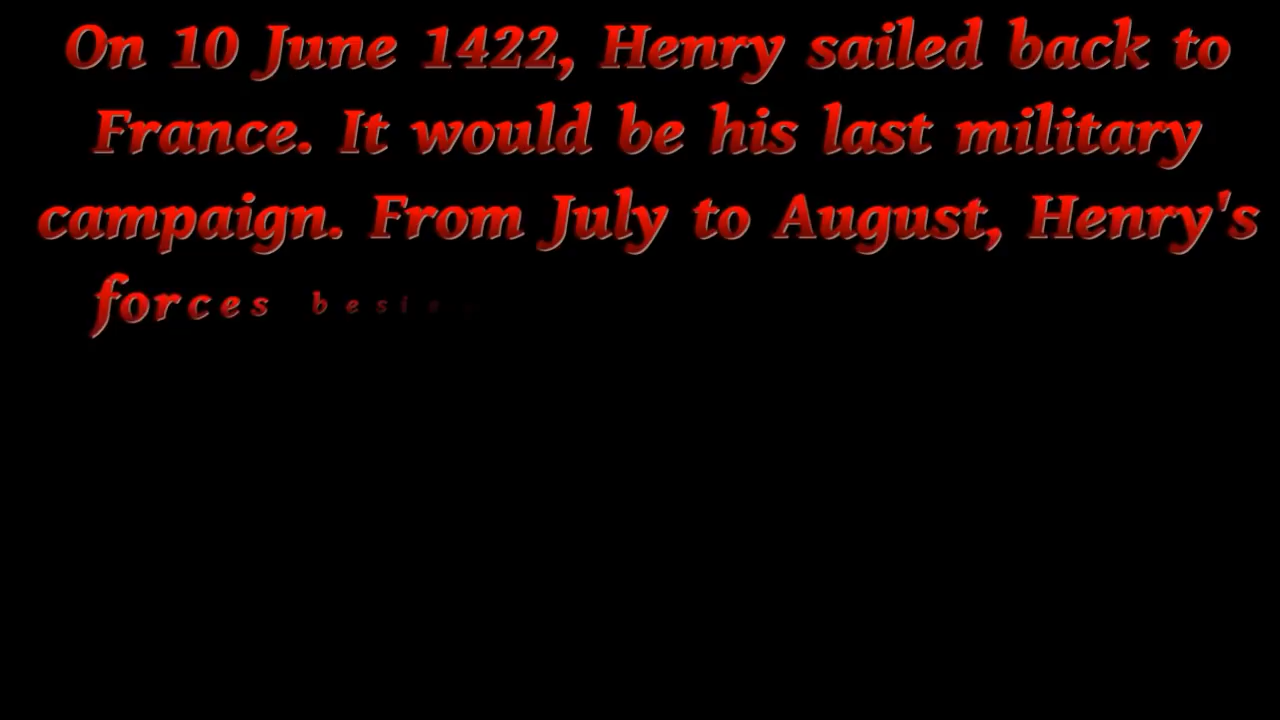 On 10 June 1422, Henry sailed back to
France. It would be his last military
campaign. From July to August, Henry's
forces